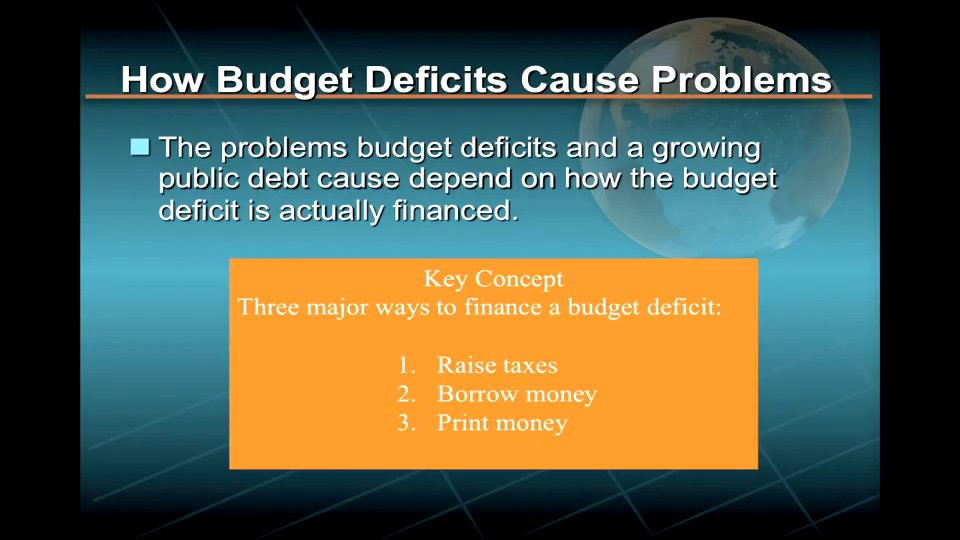 How Budget Deficits Cause Problems
The problems budget deficits and a growing
public debt cause depend on how the budget
deficit is actually financed.
Key Concept
Three major ways to finance a budget deficit:
1. Raise taxes
2. Borrow money
3. Print money